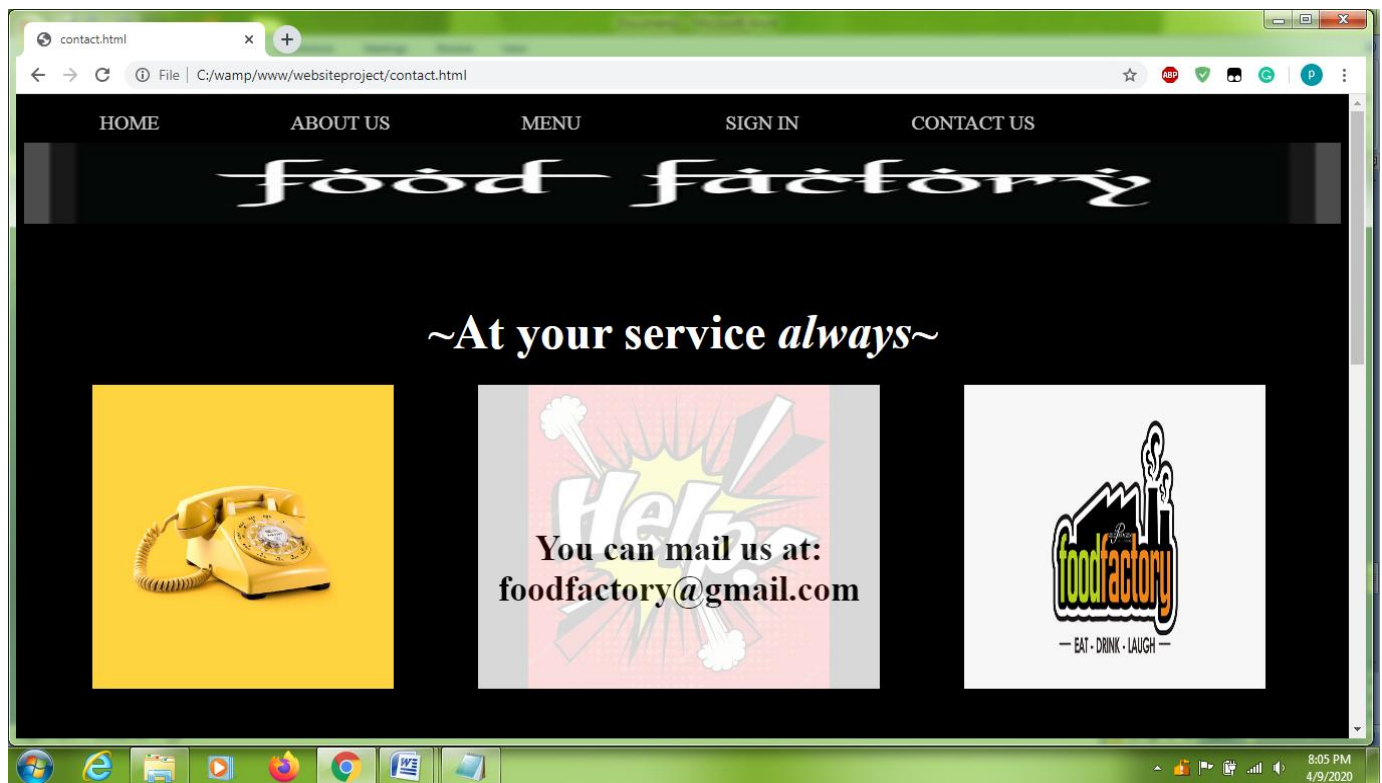 contact.html
File | C:/wamp/www/websiteproject/contact.html
ABP
P
HOME ABOUT US MENU SIGN IN CONTACT US
food factory
~At your service always~
Help!
You can mail us at:
foodfactory@gmail.com
foodfactory
— EAT · DRINK · LAUGH —
8:05 PM
4/9/2020